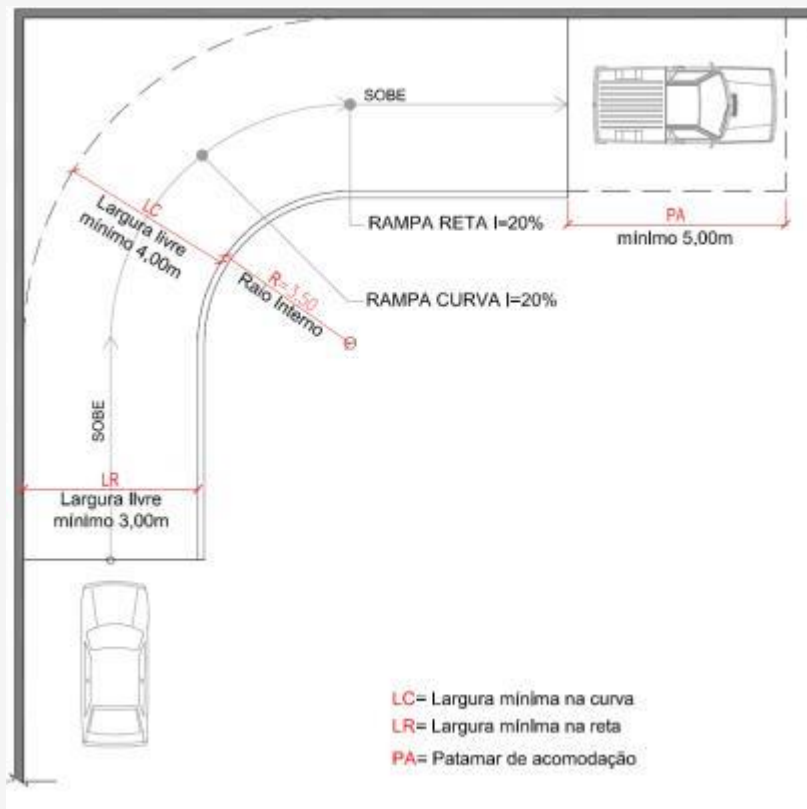 SOBE
LC
Largura livre
mínimo 4,00m
R=3,50
Raio Interno
RAMPA RETA I=20%
PA
mínimo 5,00m
RAMPA CURVA I=20%
SOBE
LR
Largura livre
mínimo 3,00m
LC= Largura mínima na curva
LR= Largura mínima na reta
PA= Patamar de acomodação